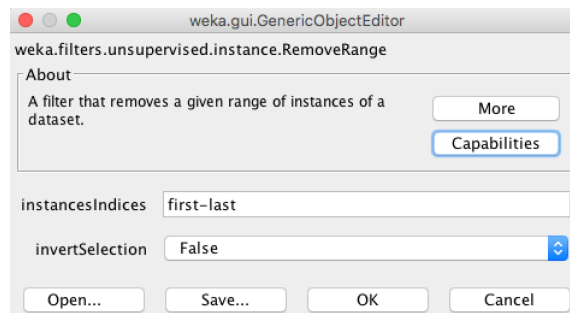 weka.gui.GenericObjectEditor
weka.filters.unsupervised.instance.RemoveRange
About
A filter that removes a given range of instances of a
dataset.
More
Capabilities
instancesIndices first-last
invertSelection False
Open... Save... OK Cancel